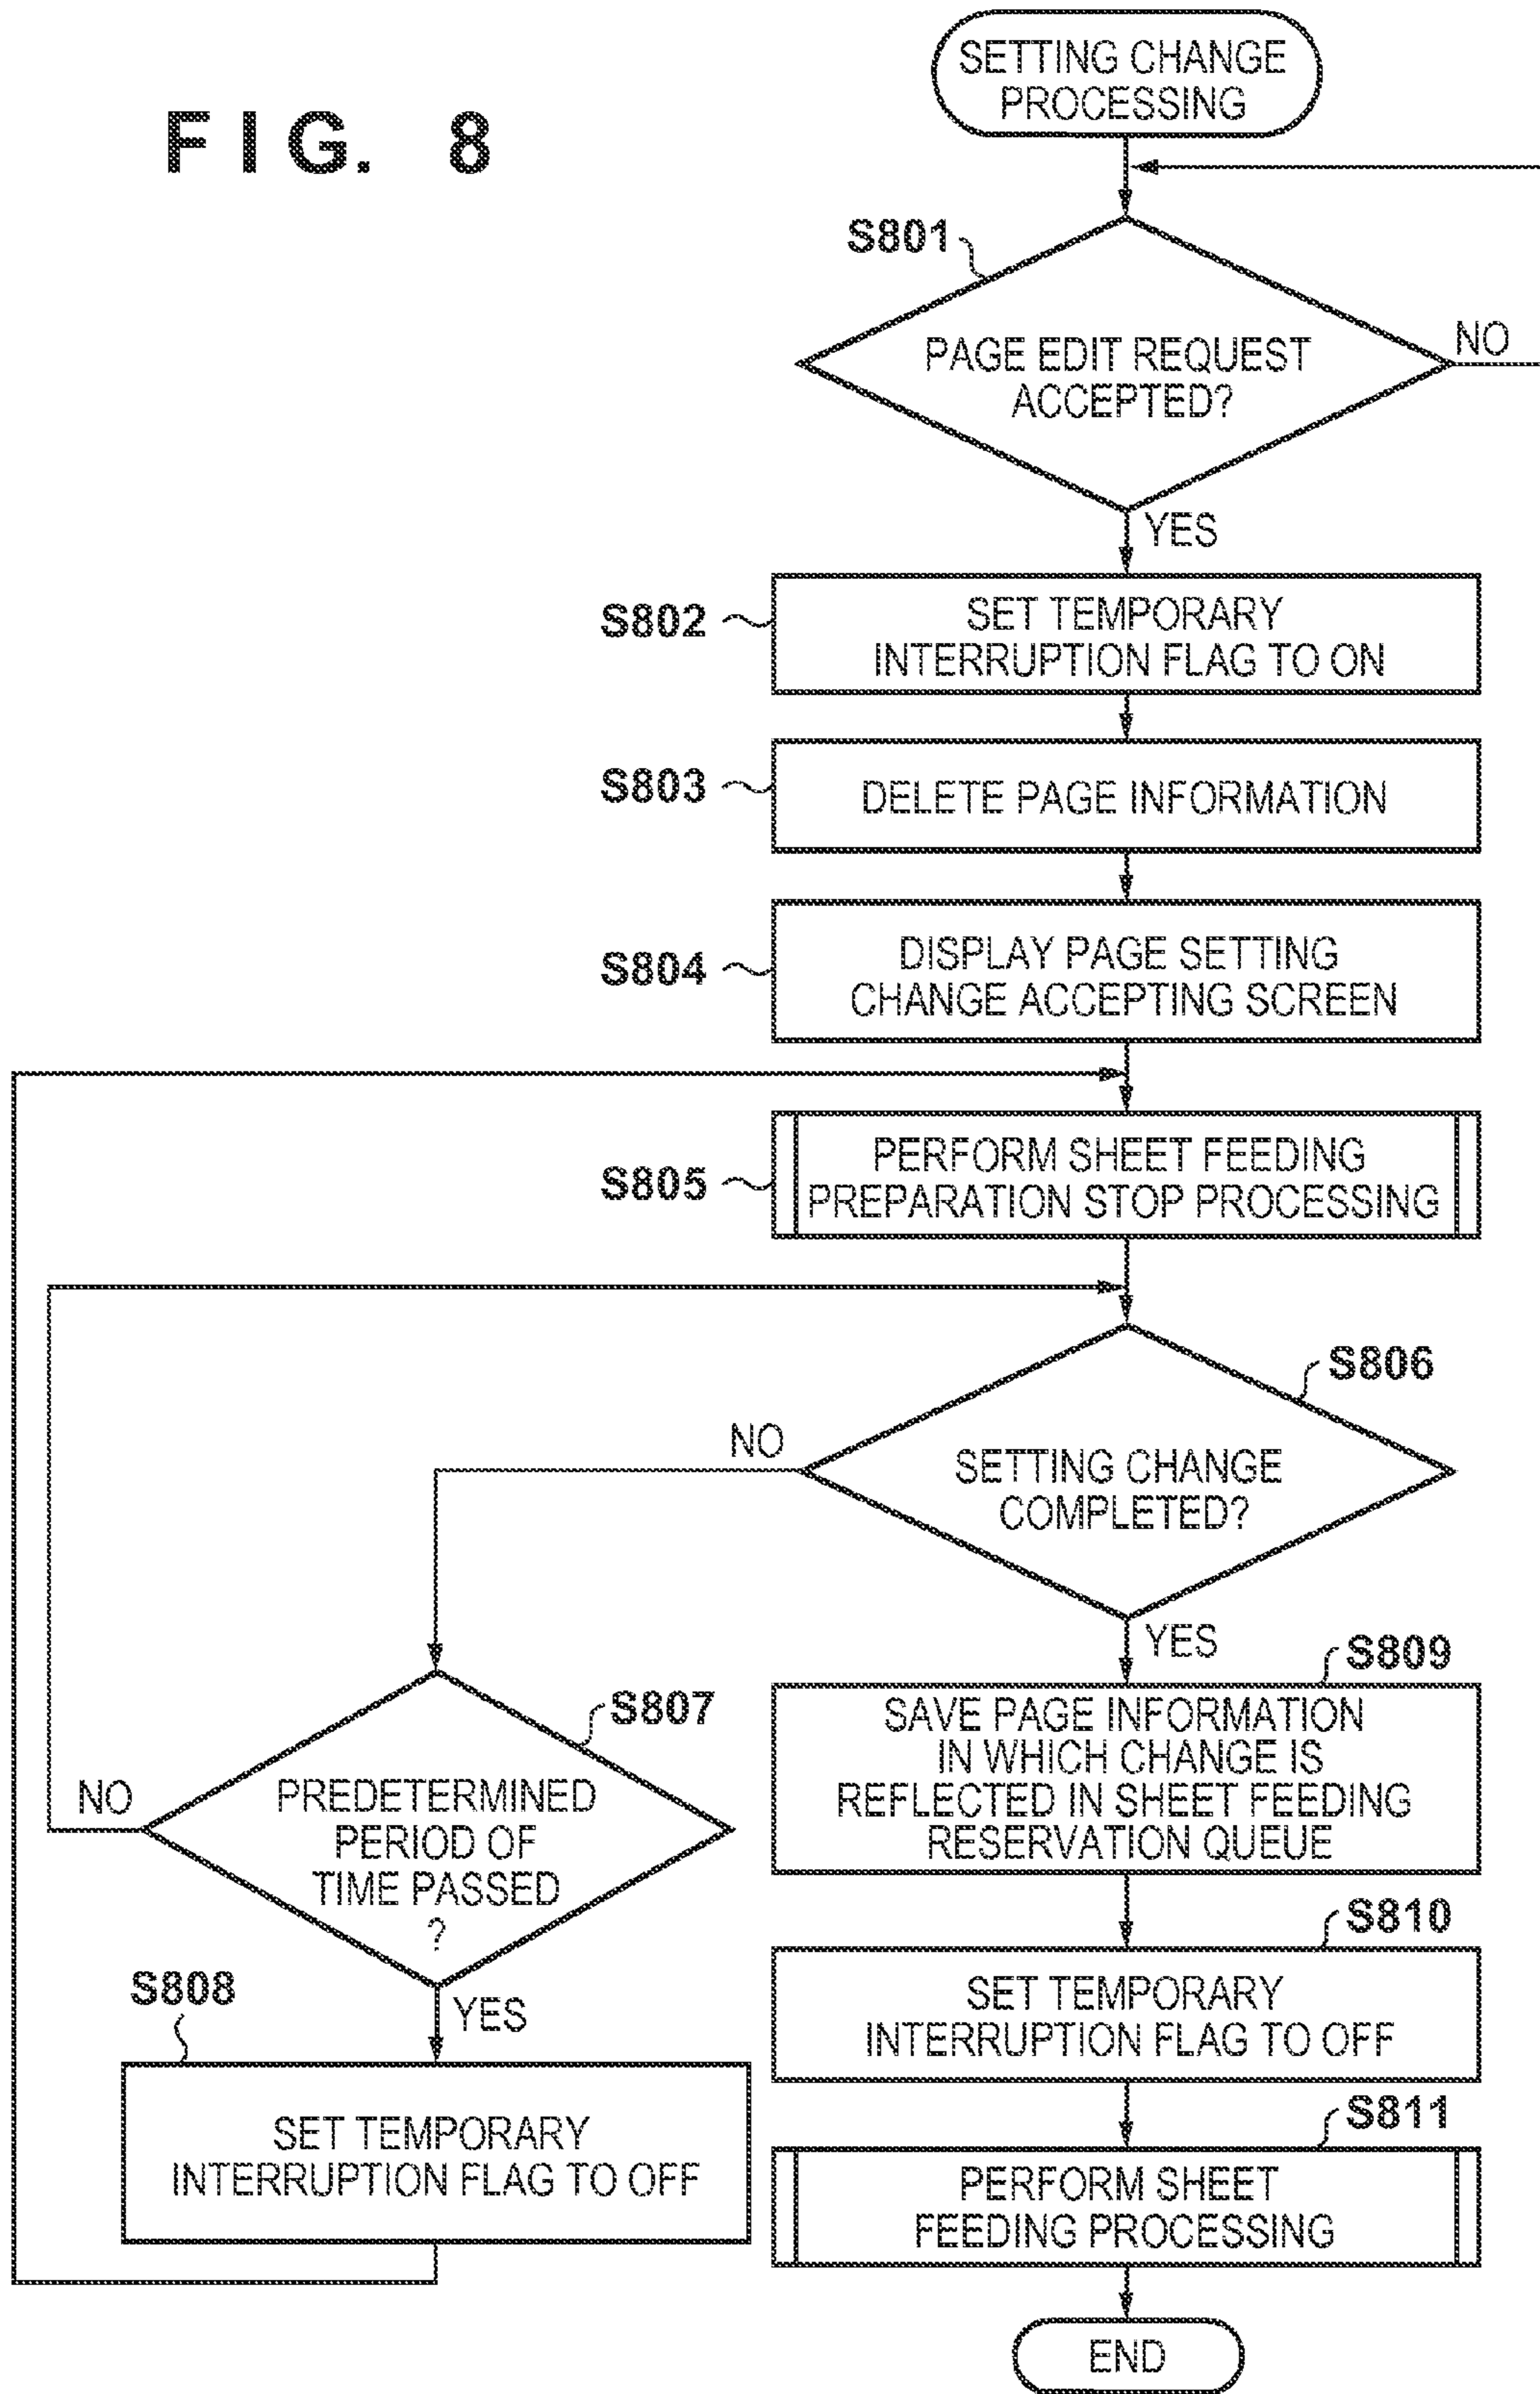 FIG. 8
SETTING CHANGE
PROCESSING
S801
PAGE EDIT REQUEST
ACCEPTED?
NO
YES
S802
SET TEMPORARY
INTERRUPTION FLAG TO ON
S803
DELETE PAGE INFORMATION
S804
DISPLAY PAGE SETTING
CHANGE ACCEPTING SCREEN
S805
PERFORM SHEET FEEDING
PREPARATION STOP PROCESSING
S806
NO
SETTING CHANGE
COMPLETED?
YES
S807
NO
PREDETERMINED
PERIOD OF
TIME PASSED
?
YES
S808
SET TEMPORARY
INTERRUPTION FLAG TO OFF
S809
SAVE PAGE INFORMATION
IN WHICH CHANGE IS
REFLECTED IN SHEET FEEDING
RESERVATION QUEUE
S810
SET TEMPORARY
INTERRUPTION FLAG TO OFF
S811
PERFORM SHEET
FEEDING PROCESSING
END